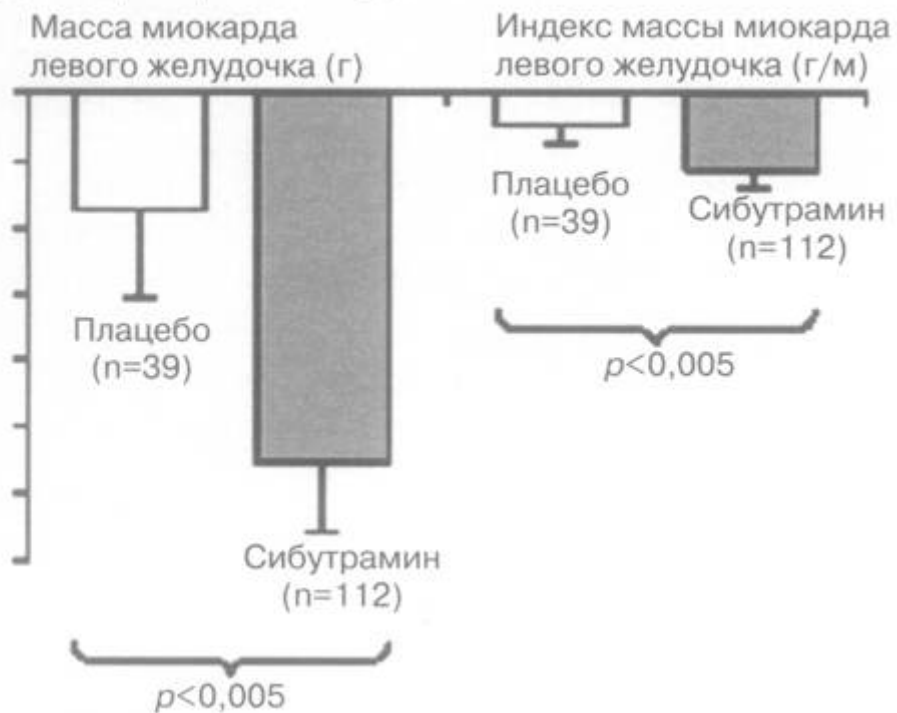 Масса миокарда
левого желудочка (г)
Индекс массы миокарда
левого желудочка (г/м)
Плацебо
(n=39)
Сибутрамин
(n=112)
p<0,005
Плацебо
(n=39)
Сибутрамин
(n=112)
p<0,005